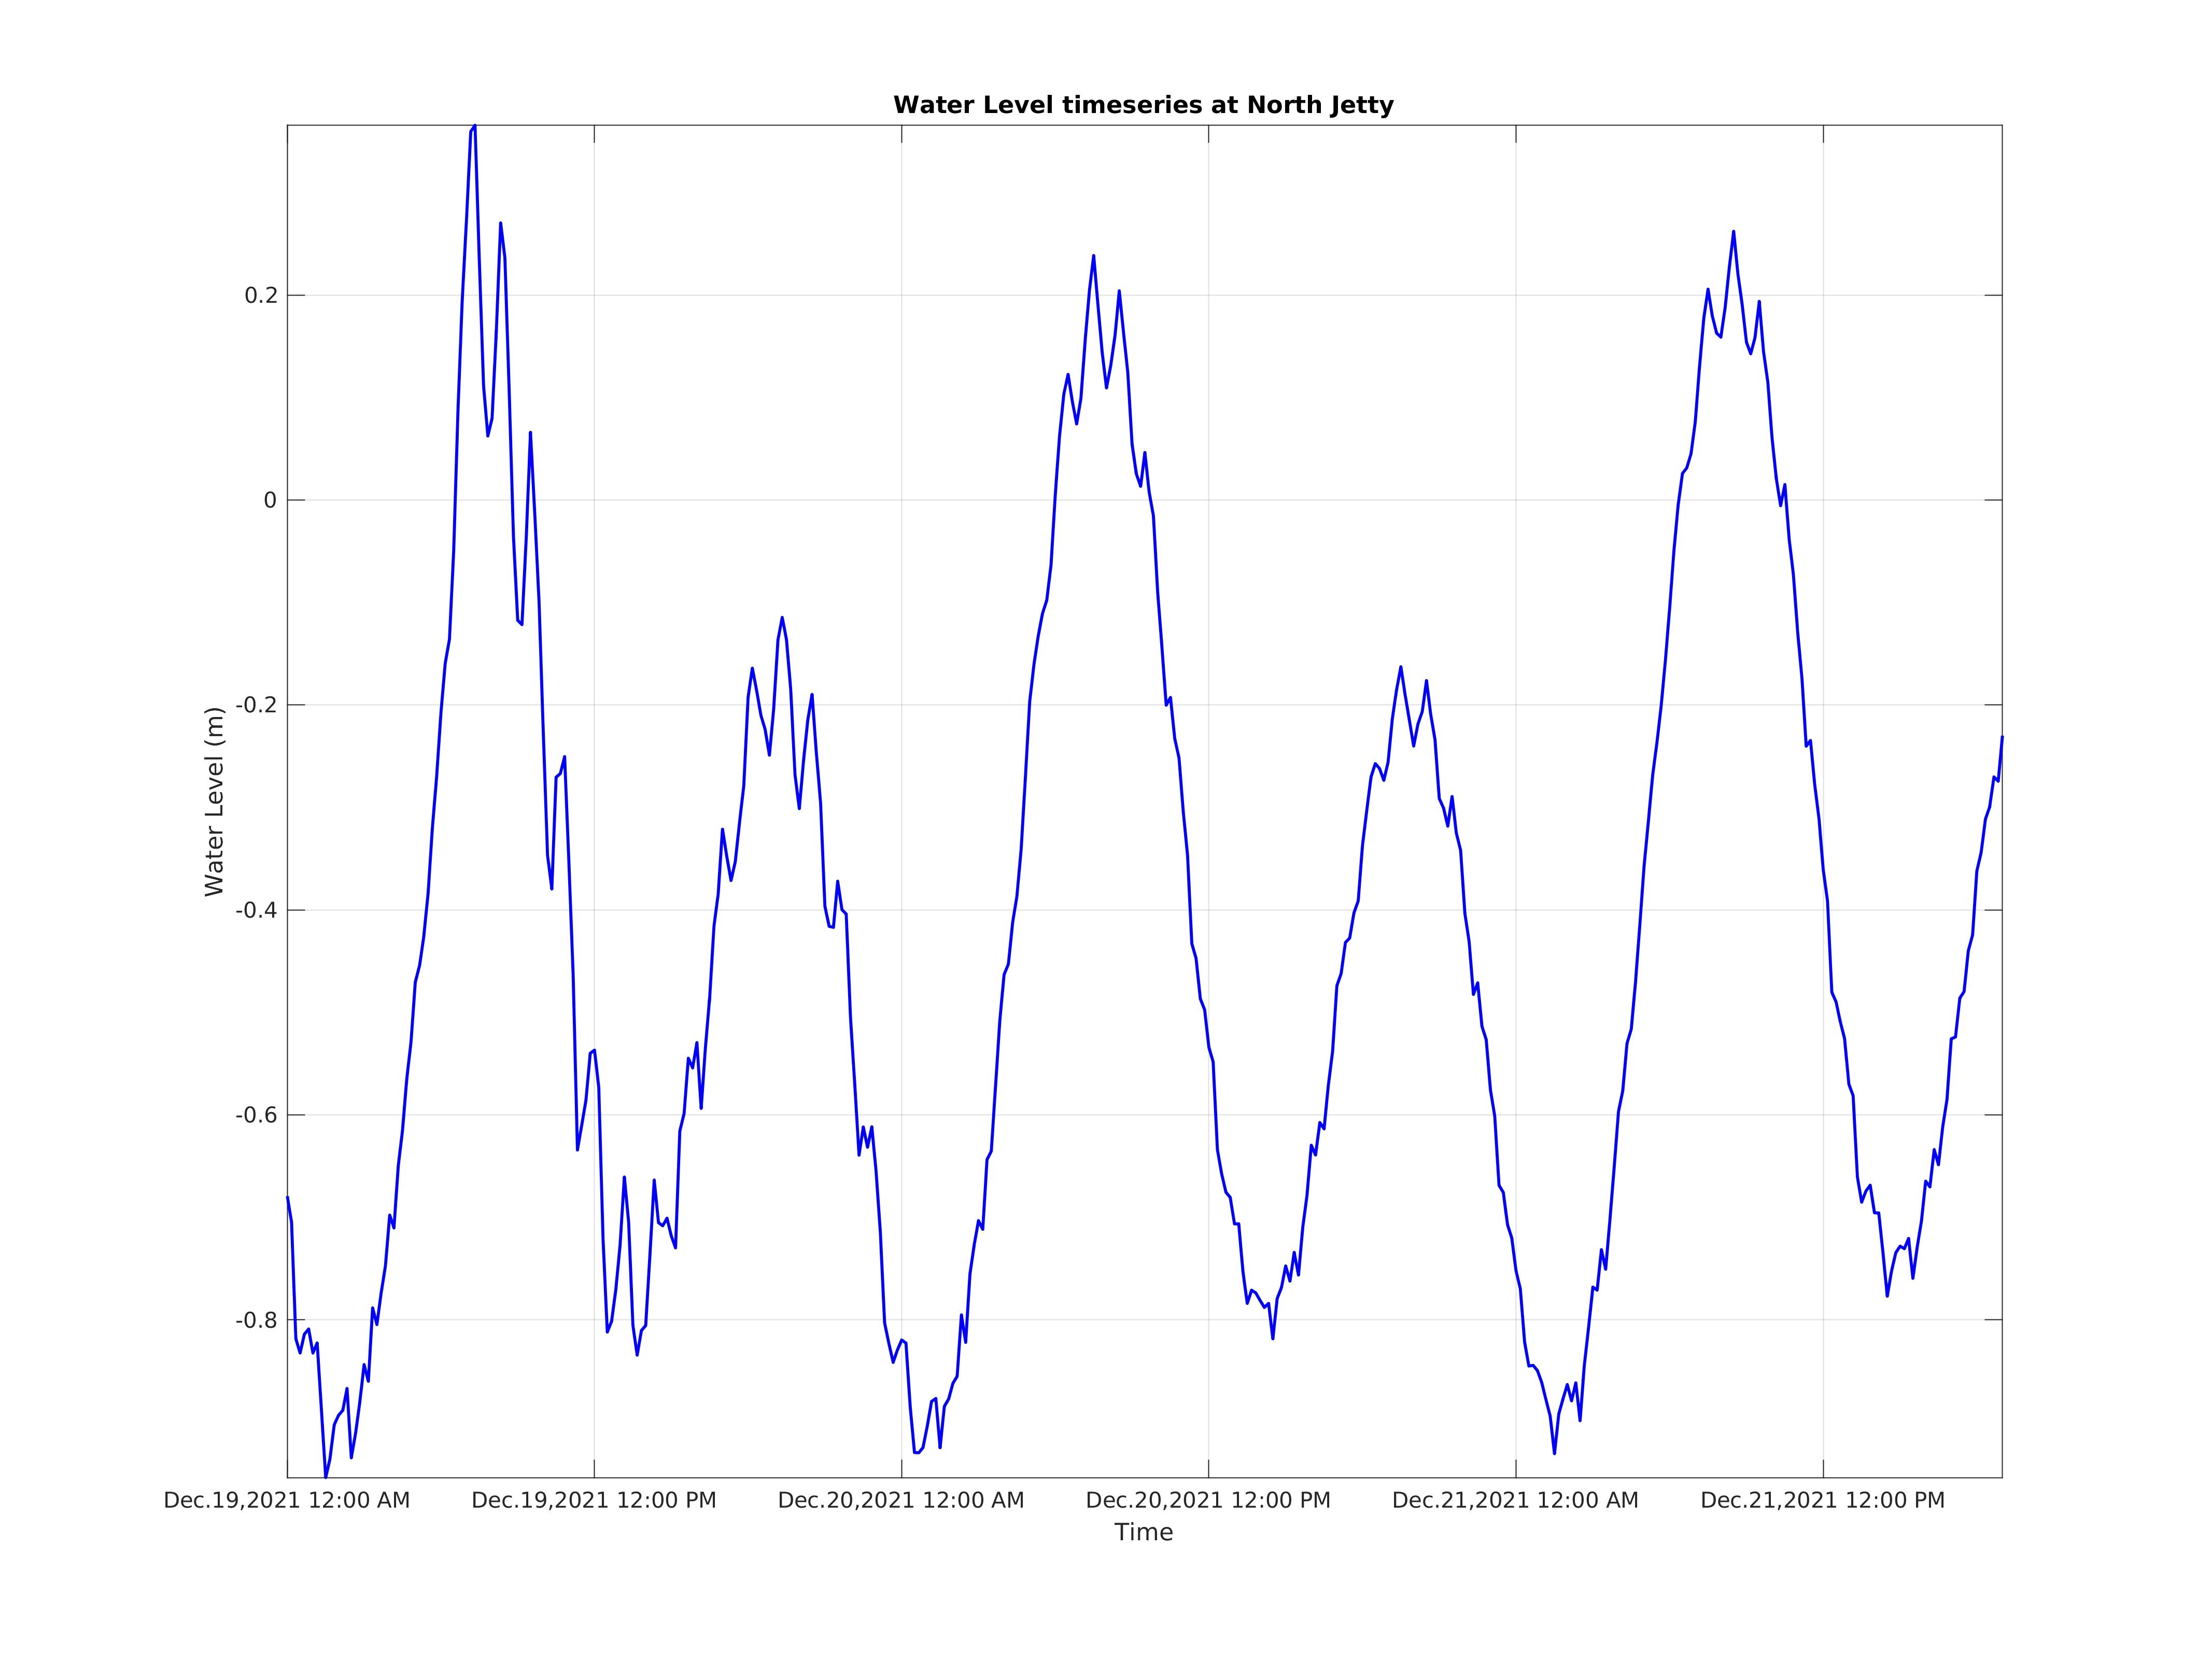 Water Level timeseries at North Jetty
0.2
0
-0.2
-0.4
-0.6
-0.8
Water Level (m)
Dec.19,2021 12:00 AM
Dec.19,2021 12:00 PM
Dec.20,2021 12:00 AM
Dec.20,2021 12:00 PM
Dec.21,2021 12:00 AM
Dec.21,2021 12:00 PM
Time